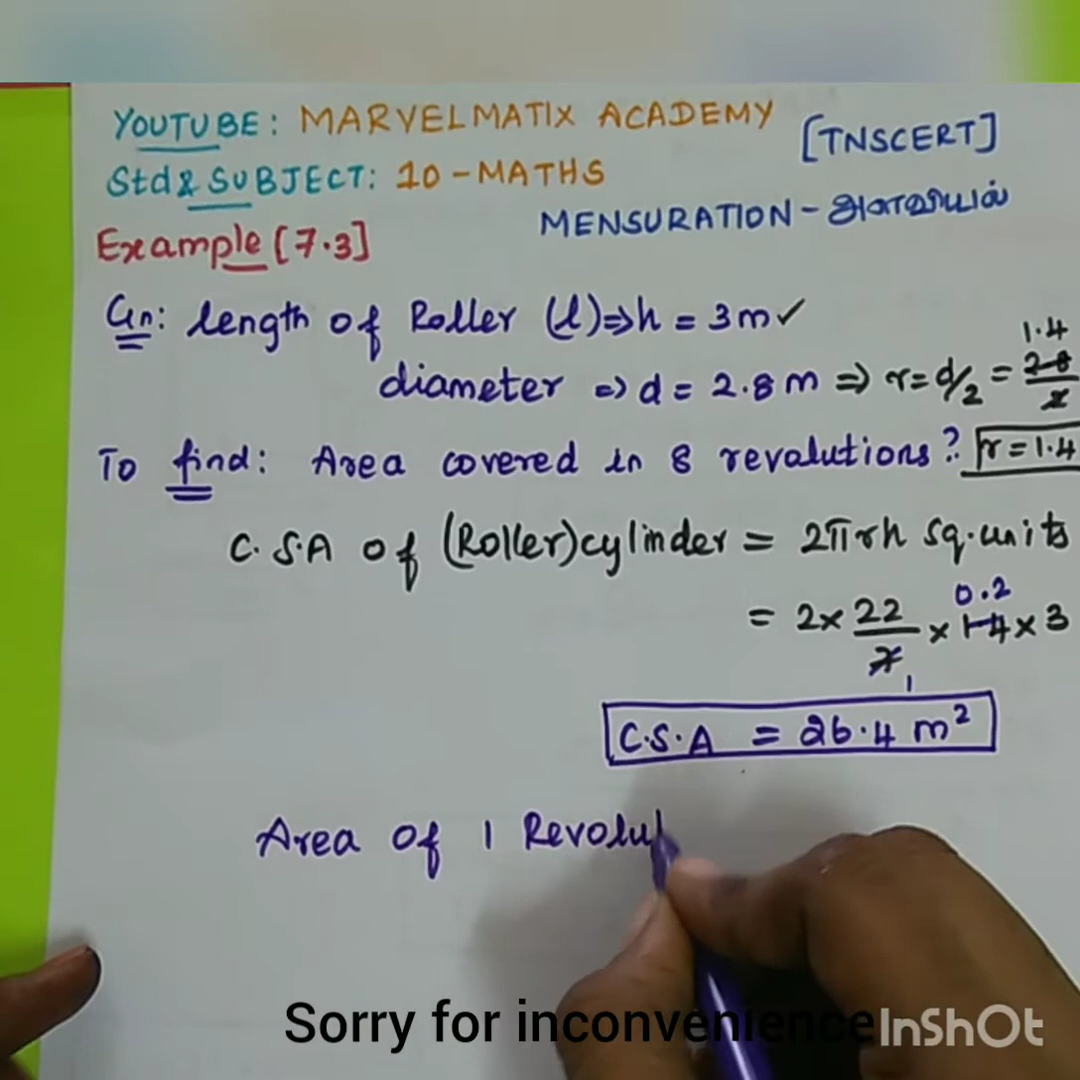 YOUTUBE: MARVELMATIX ACADEMY [TNSCERT]
Std & SUBJECT: 10 - MATHS
MENSURATION - அளவியல்
Example [7.3]
Gn: length of Roller (l) ⇒ h = 3m ✓
diameter ⇒ d = 2.8 m ⇒ r = d/2 = 2.8/2 1.4
To find: Area covered in 8 revalutions? r = 1.4
C.S.A of (Roller)cylinder = 2πrh sq.units
= 2 × 22/7 × 1.4 × 3 0.2 1
C.S.A = 26.4 m²
Area of 1 Revolut
Sorry for inconvenience InShOt